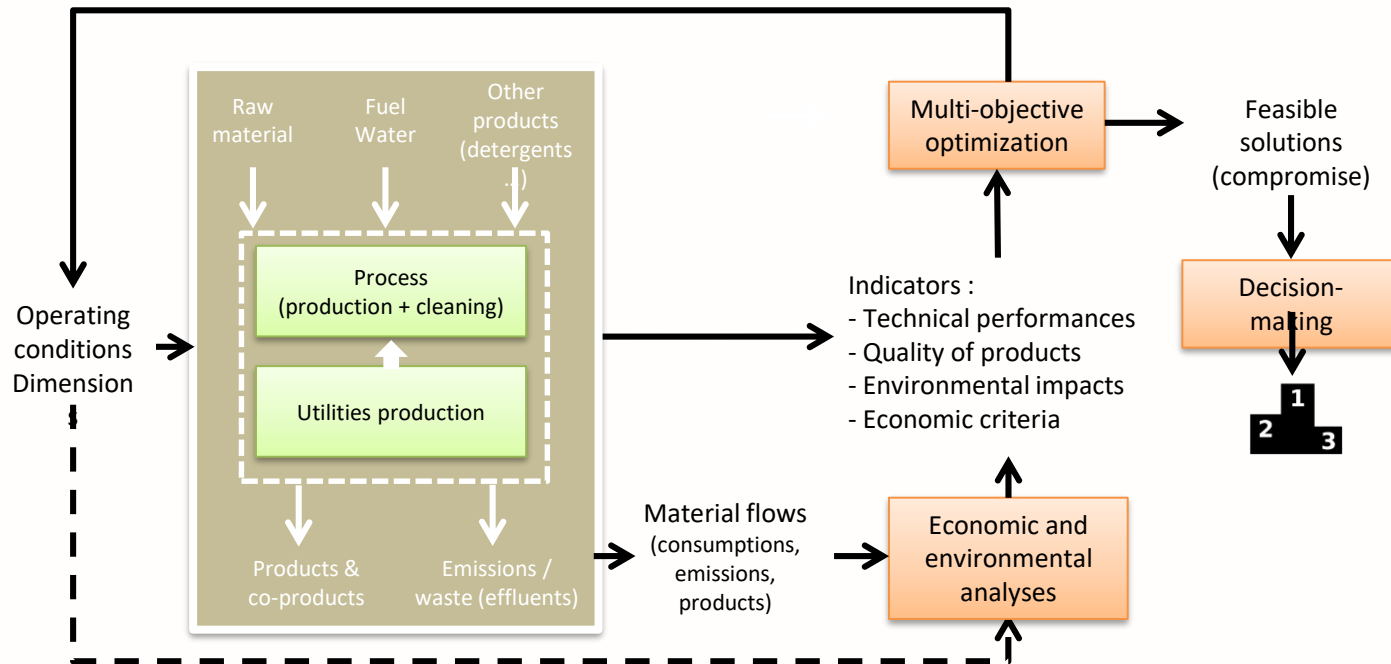 Raw
material
Fuel
Water
Other
products
(detergents
…)
Process
(production + cleaning)
Utilities production
Products &
co-products
Emissions /
waste (effluents)
Operating
conditions
Dimension
s
Material flows
(consumptions,
emissions,
products)
Economic and
environmental
analyses
Indicators :
- Technical performances
- Quality of products
- Environmental impacts
- Economic criteria
Multi-objective
optimization
Feasible
solutions
(compromise)
Decision-
making
1
2
3